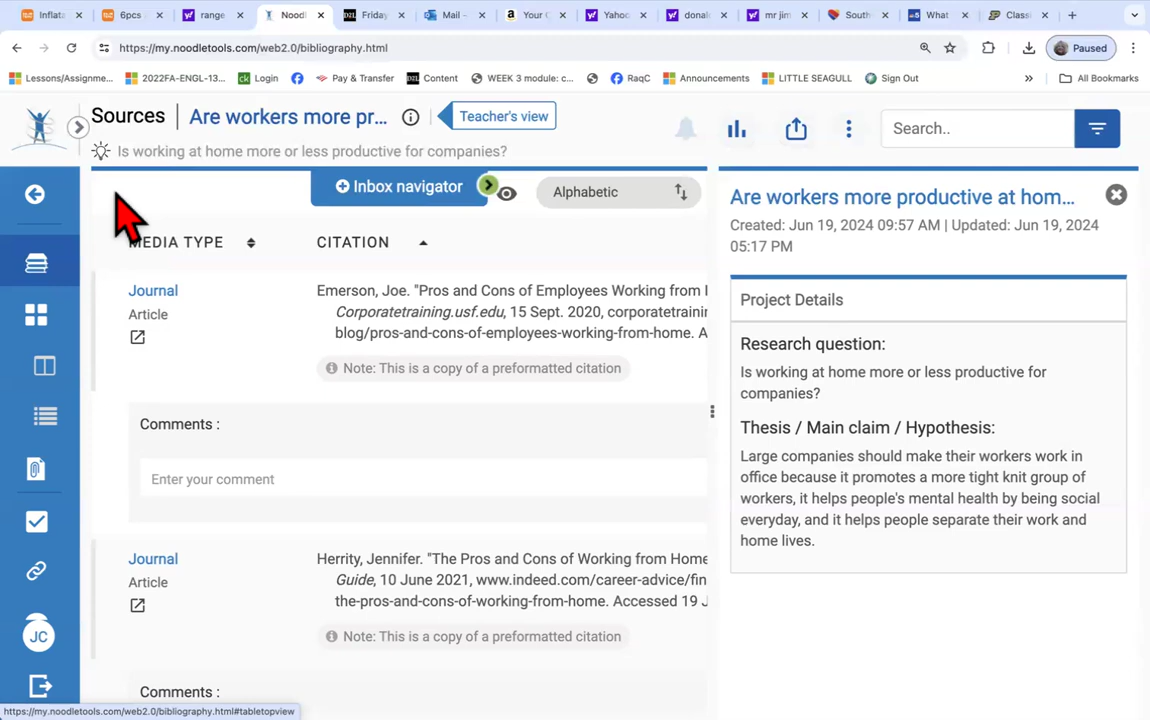 Inflata
6pcs
range
Noodl
Friday
Mail -
Your C
Yahoo
donal
mr jim
South
What
Classi
https://my.noodletools.com/web2.0/bibliography.html
Paused
Lessons/Assignme...
2022FA-ENGL-13...
Login
Pay & Transfer
Content
WEEK 3 module: c...
RaqC
Announcements
LITTLE SEAGULL
Sign Out
All Bookmarks
Sources
Are workers more pr...
Teacher's view
Search..
Is working at home more or less productive for companies?
Inbox navigator
Alphabetic
MEDIA TYPE
CITATION
Journal
Article
Emerson, Joe. "Pros and Cons of Employees Working from
Corporatetraining.usf.edu, 15 Sept. 2020, corporatetrainin
blog/pros-and-cons-of-employees-working-from-home. A
Note: This is a copy of a preformatted citation
Comments :
Enter your comment
Journal
Article
Herrity, Jennifer. "The Pros and Cons of Working from Home
Guide, 10 June 2021, www.indeed.com/career-advice/fin
the-pros-and-cons-of-working-from-home. Accessed 19 J
Note: This is a copy of a preformatted citation
Comments :
Are workers more productive at hom...
Created: Jun 19, 2024 09:57 AM | Updated: Jun 19, 2024
05:17 PM
Project Details
Research question:
Is working at home more or less productive for
companies?
Thesis / Main claim / Hypothesis:
Large companies should make their workers work in
office because it promotes a more tight knit group of
workers, it helps people's mental health by being social
everyday, and it helps people separate their work and
home lives.
JC
https://my.noodletools.com/web2.0/bibliography.html#tabletopview